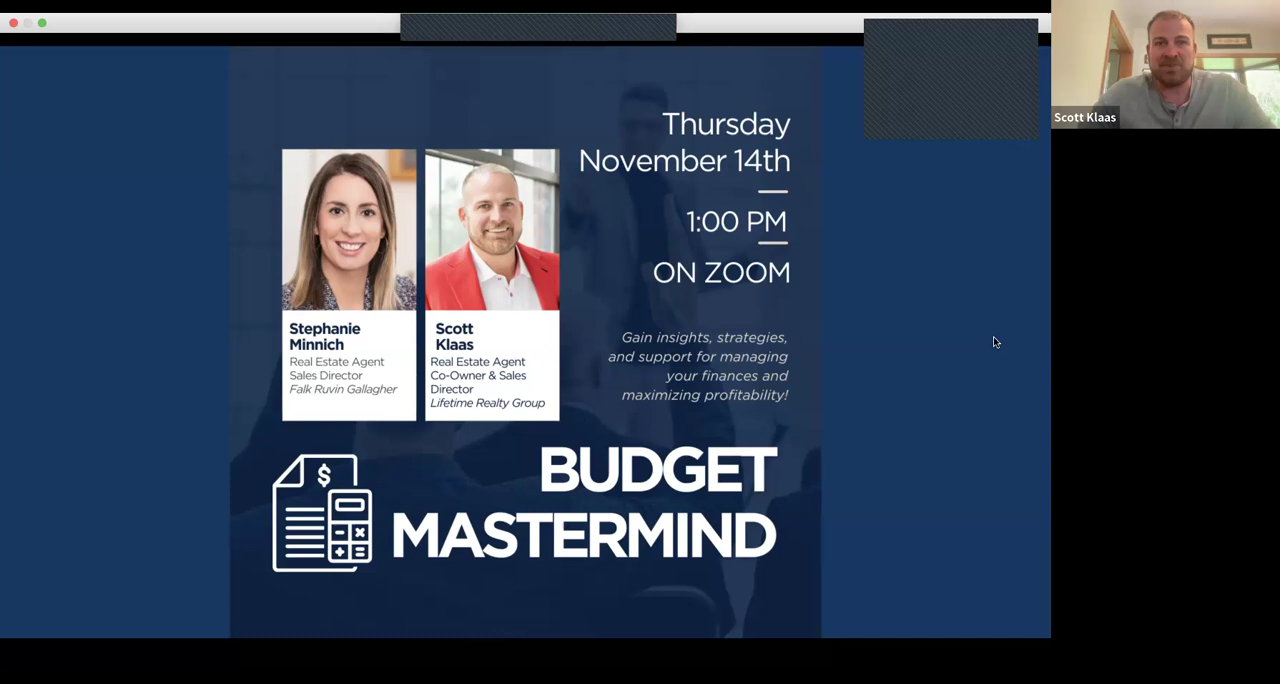 Scott Klaas
Thursday
November 14th
1:00 PM
ON ZOOM
Stephanie
Minnich
Real Estate Agent
Sales Director
Falk Ruvin Gallagher
Scott
Klaas
Real Estate Agent
Co-Owner & Sales
Director
Lifetime Realty Group
Gain insights, strategies,
and support for managing
your finances and
maximizing profitability!
$
BUDGET
MASTERMIND